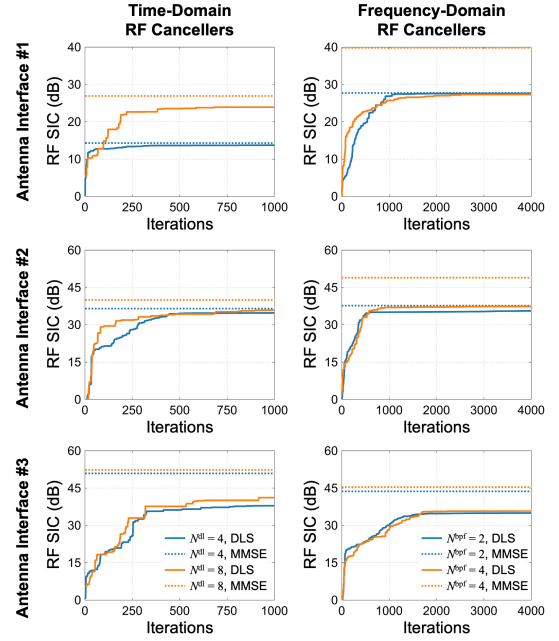 Time-Domain
RF Cancellers
Frequency-Domain
RF Cancellers
Antenna Interface #1
RF SIC (dB)
40
30
20
10
0
0 250 500 750 1000
Iterations
RF SIC (dB)
40
30
20
10
0
0 1000 2000 3000 4000
Iterations
Antenna Interface #2
RF SIC (dB)
60
45
30
15
0
0 250 500 750 1000
Iterations
RF SIC (dB)
60
45
30
15
0
0 1000 2000 3000 4000
Iterations
Antenna Interface #3
RF SIC (dB)
60
45
30
15
0
N^tdl = 4, DLS
N^tdl = 4, MMSE
N^tdl = 8, DLS
N^tdl = 8, MMSE
0 250 500 750 1000
Iterations
RF SIC (dB)
60
45
30
15
0
N^bpf = 2, DLS
N^bpf = 2, MMSE
N^bpf = 4, DLS
N^bpf = 4, MMSE
0 1000 2000 3000 4000
Iterations